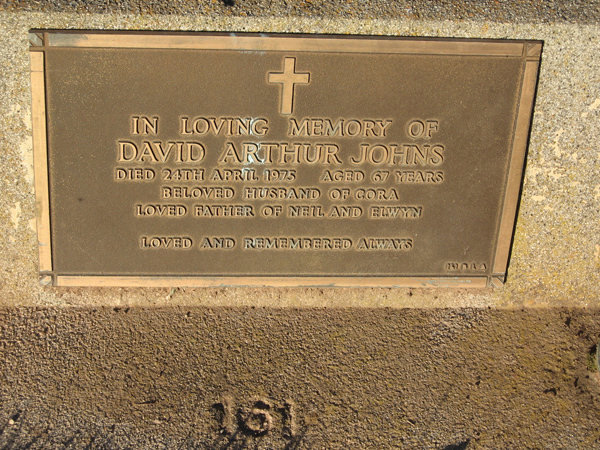 IN LOVING MEMORY OF
DAVID ARTHUR JOHNS
DIED 24TH APRIL 1975 AGED 67 YEARS
BELOVED HUSBAND OF CORA
LOVED FATHER OF NEIL AND ELWYN
LOVED AND REMEMBERED ALWAYS
161